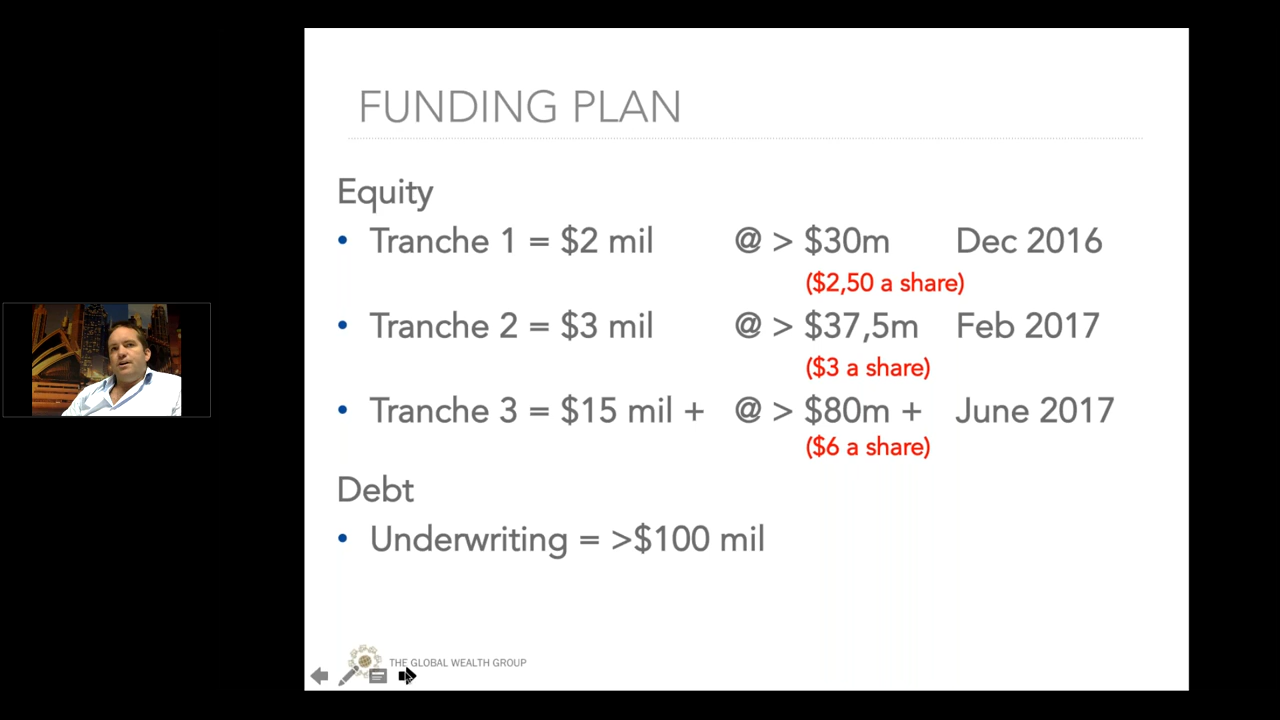 FUNDING PLAN
Equity
• Tranche 1 = $2 mil @ > $30m Dec 2016
($2,50 a share)
• Tranche 2 = $3 mil @ > $37,5m Feb 2017
($3 a share)
• Tranche 3 = $15 mil + @ > $80m + June 2017
($6 a share)
Debt
• Underwriting = >$100 mil
THE GLOBAL WEALTH GROUP